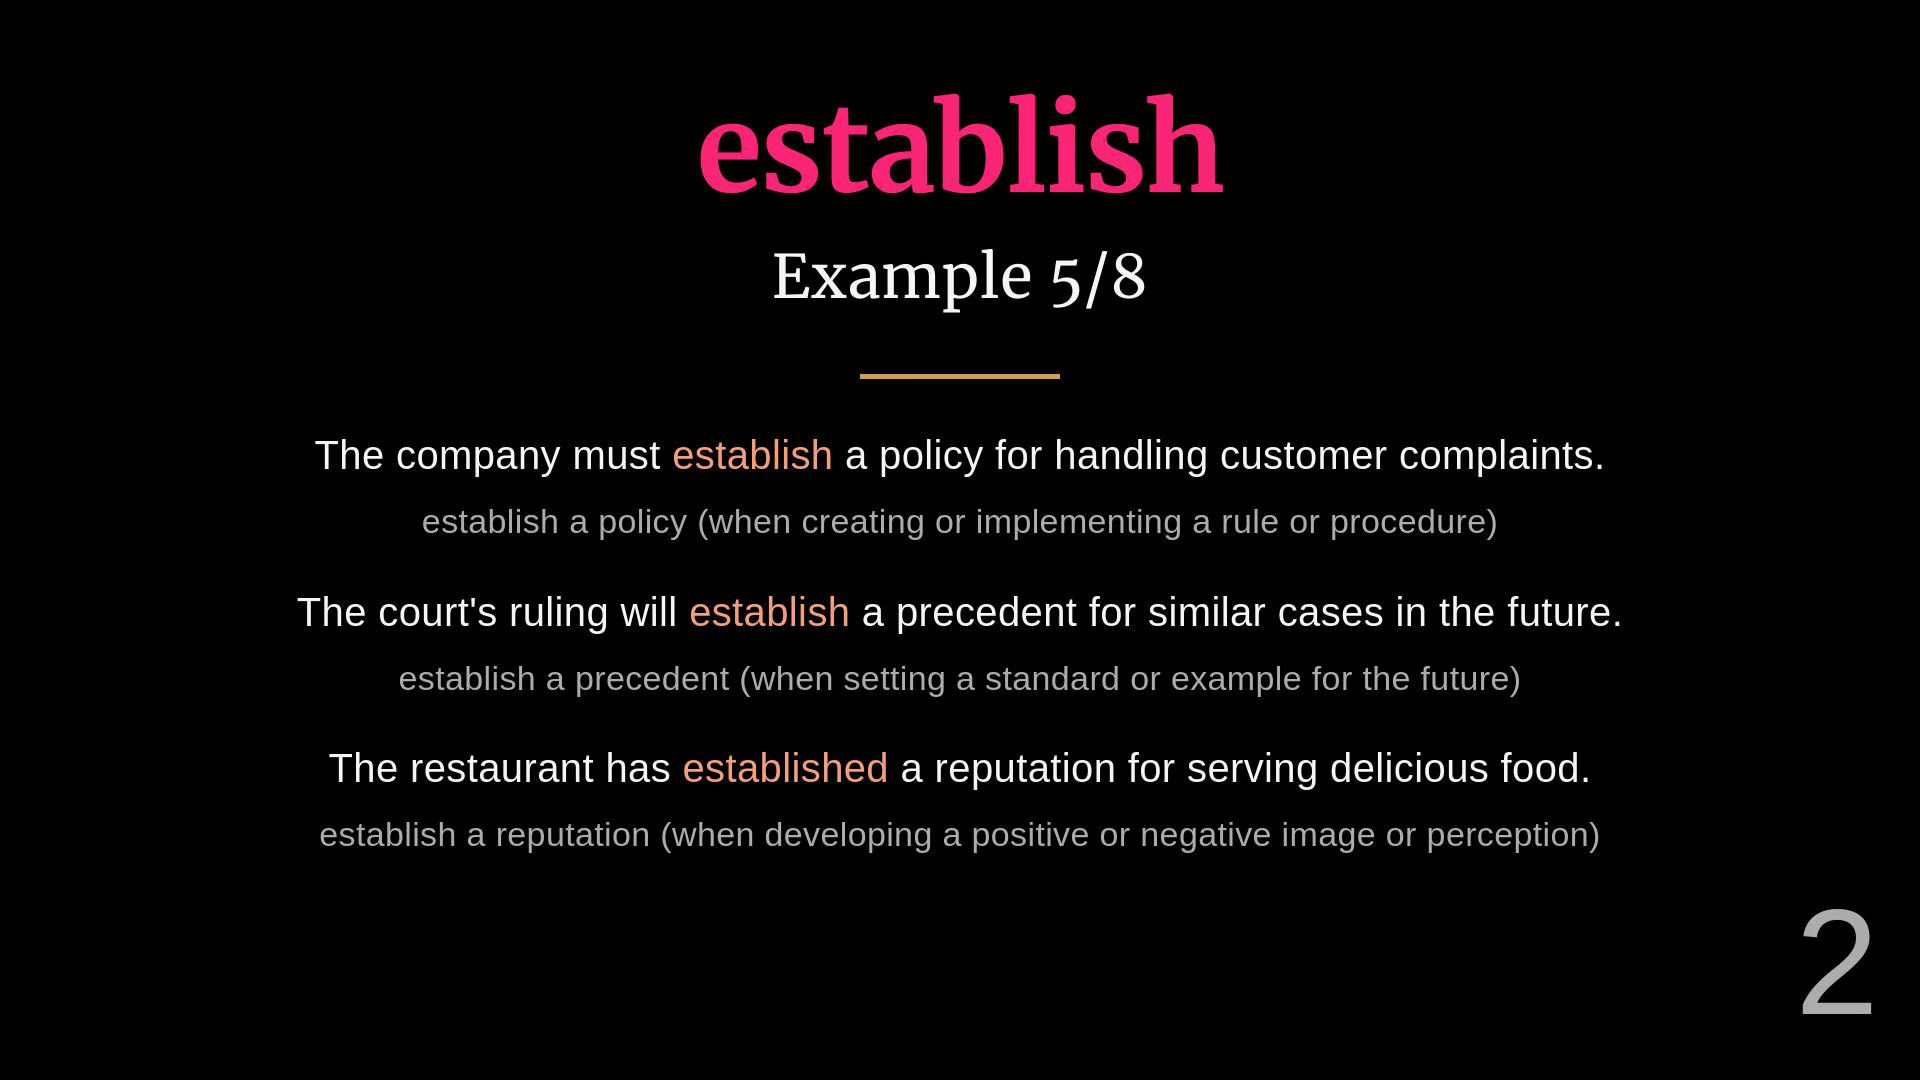 establish
Example 5/8
The company must establish a policy for handling customer complaints.
establish a policy (when creating or implementing a rule or procedure)
The court's ruling will establish a precedent for similar cases in the future.
establish a precedent (when setting a standard or example for the future)
The restaurant has established a reputation for serving delicious food.
establish a reputation (when developing a positive or negative image or perception)
2